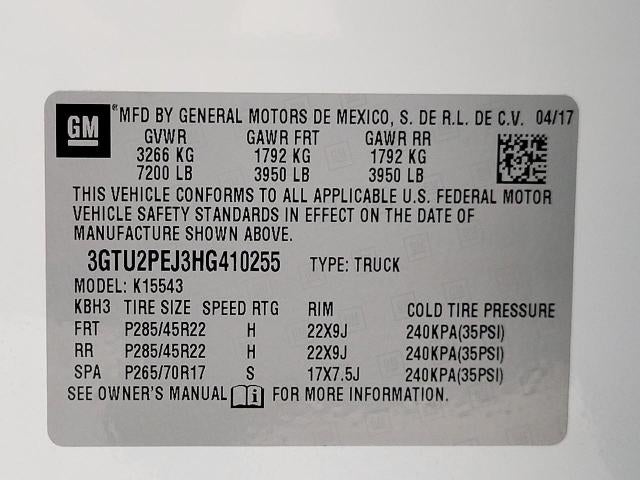 GM ® MFD BY GENERAL MOTORS DE MEXICO, S. DE R.L. DE C.V. 04/17
GVWR GAWR FRT GAWR RR
3266 KG 1792 KG 1792 KG
7200 LB 3950 LB 3950 LB
THIS VEHICLE CONFORMS TO ALL APPLICABLE U.S. FEDERAL MOTOR
VEHICLE SAFETY STANDARDS IN EFFECT ON THE DATE OF
MANUFACTURE SHOWN ABOVE.
3GTU2PEJ3HG410255 TYPE: TRUCK
MODEL: K15543
KBH3 TIRE SIZE SPEED RTG RIM COLD TIRE PRESSURE
FRT P285/45R22 H 22X9J 240KPA(35PSI)
RR P285/45R22 H 22X9J 240KPA(35PSI)
SPA P265/70R17 S 17X7.5J 240KPA(35PSI)
SEE OWNER'S MANUAL i FOR MORE INFORMATION.